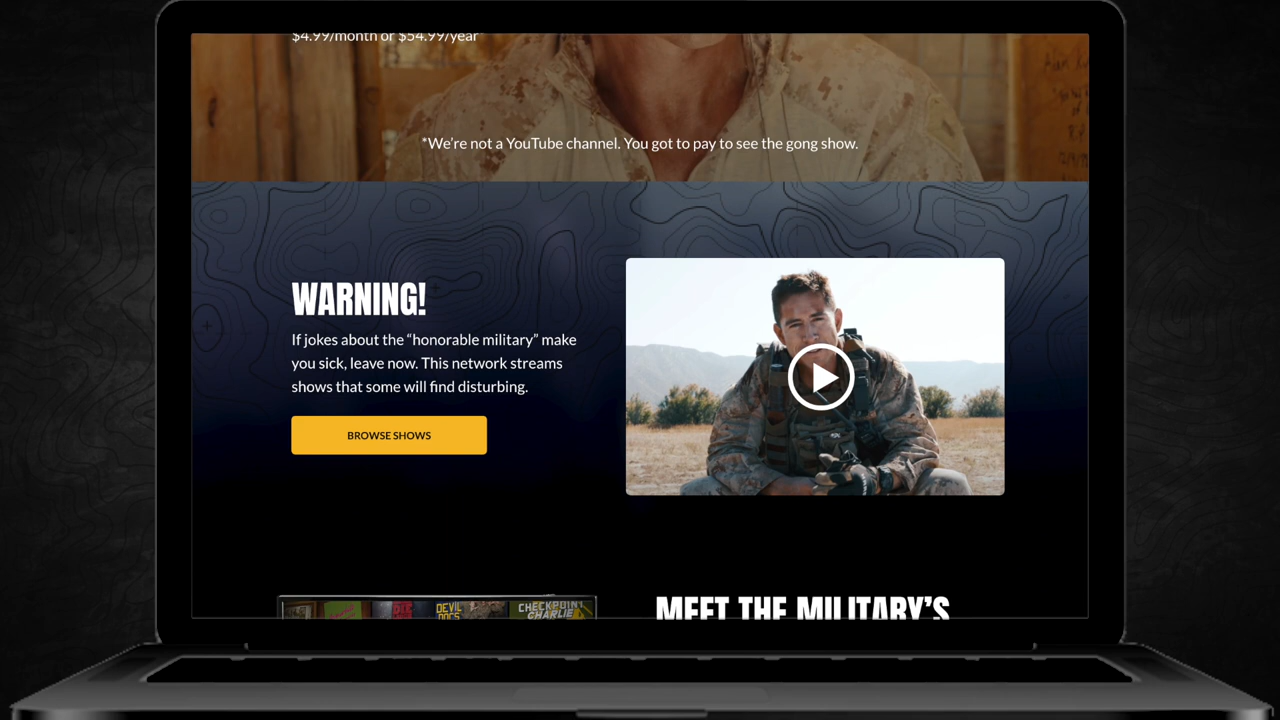 $4.99/month or $54.99/year
*We're not a YouTube channel. You got to pay to see the gong show.
WARNING!
If jokes about the “honorable military” make
you sick, leave now. This network streams
shows that some will find disturbing.
BROWSE SHOWS
DEVIL
DOCS
CHECKPOINT
CHARLIE
MEET THE MILITARY’S